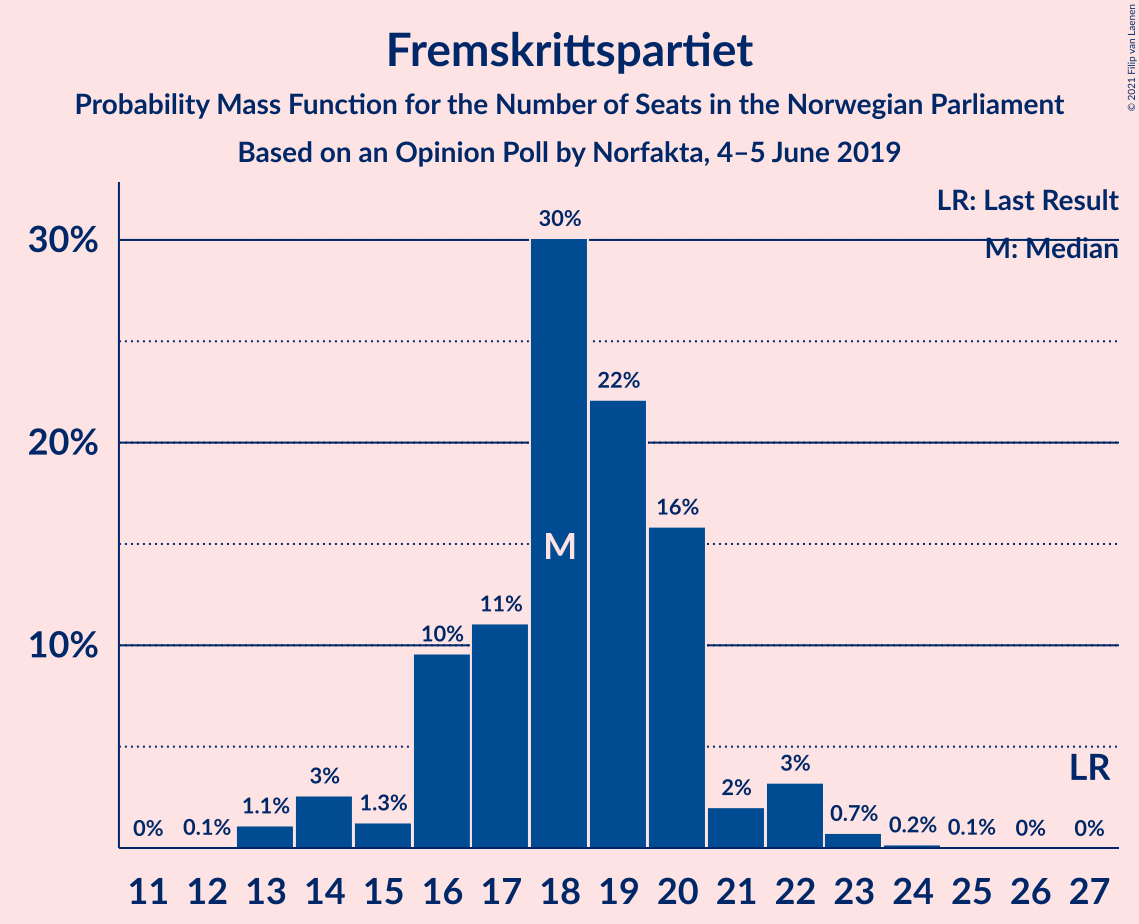 Fremskrittspartiet
Probability Mass Function for the Number of Seats in the Norwegian Parliament
Based on an Opinion Poll by Norfakta, 4–5 June 2019
© 2021 Filip van Laenen
LR: Last Result
M: Median
30%
20%
10%
0%
0.1%
1.1%
3%
1.3%
10%
11%
30%
22%
16%
2%
3%
0.7%
0.2%
0.1%
0%
0%
M
LR
11 12 13 14 15 16 17 18 19 20 21 22 23 24 25 26 27